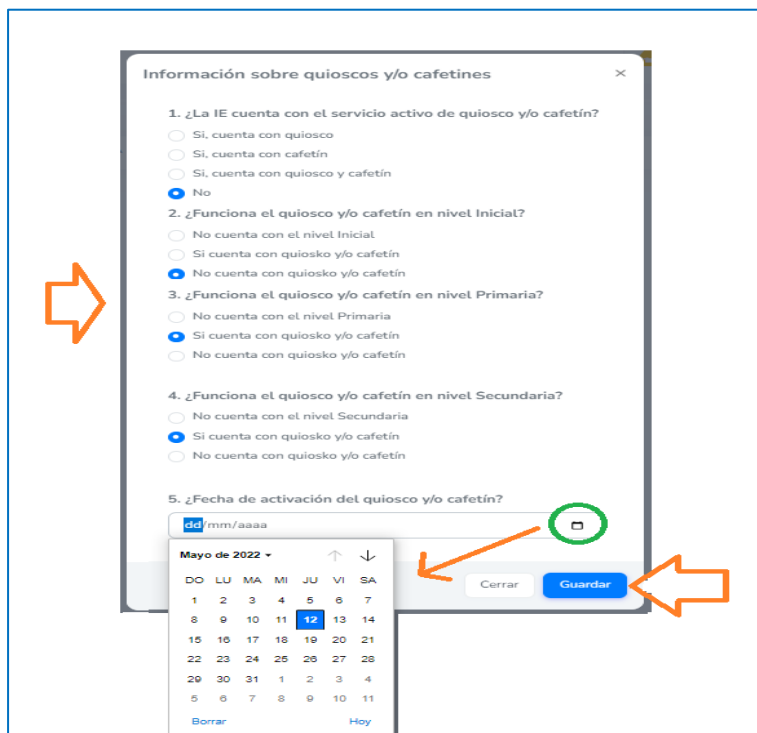 Información sobre quioscos y/o cafetines ×
1. ¿La IE cuenta con el servicio activo de quiosco y/o cafetín?
Si, cuenta con quiosco
Si, cuenta con cafetín
Si, cuenta con quiosco y cafetín
No
2. ¿Funciona el quiosco y/o cafetín en nivel Inicial?
No cuenta con el nivel Inicial
Si cuenta con quiosko y/o cafetín
No cuenta con quiosko y/o cafetín
3. ¿Funciona el quiosco y/o cafetín en nivel Primaria?
No cuenta con el nivel Primaria
Si cuenta con quiosko y/o cafetín
No cuenta con quiosko y/o cafetín
4. ¿Funciona el quiosco y/o cafetín en nivel Secundaria?
No cuenta con el nivel Secundaria
Si cuenta con quiosko y/o cafetín
No cuenta con quiosko y/o cafetín
5. ¿Fecha de activación del quiosco y/o cafetín?
dd/mm/aaaa
Mayo de 2022
DO LU MA MI JU VI SA
1 2 3 4 5 6 7
8 9 10 11 12 13 14
15 16 17 18 19 20 21
22 23 24 25 26 27 28
29 30 31 1 2 3 4
5 6 7 8 9 10 11
Borrar Hoy
Cerrar Guardar